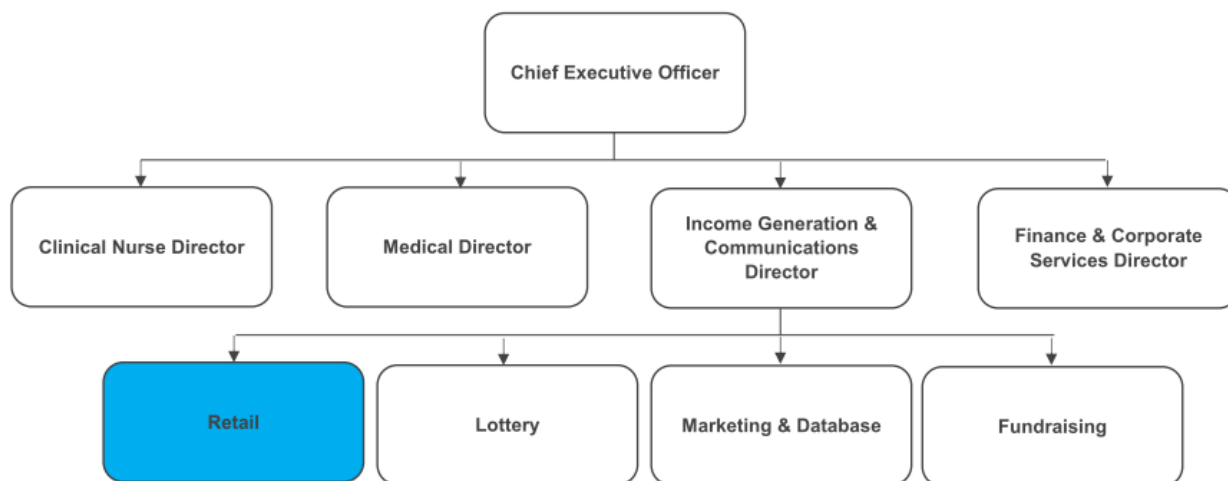 Chief Executive Officer
Clinical Nurse Director
Medical Director
Income Generation &
Communications
Director
Finance & Corporate
Services Director
Retail
Lottery
Marketing & Database
Fundraising